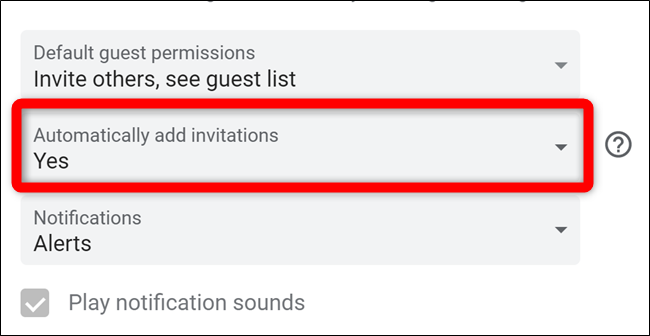 Default guest permissions
Invite others, see guest list
Automatically add invitations
Yes
Notifications
Alerts
Play notification sounds